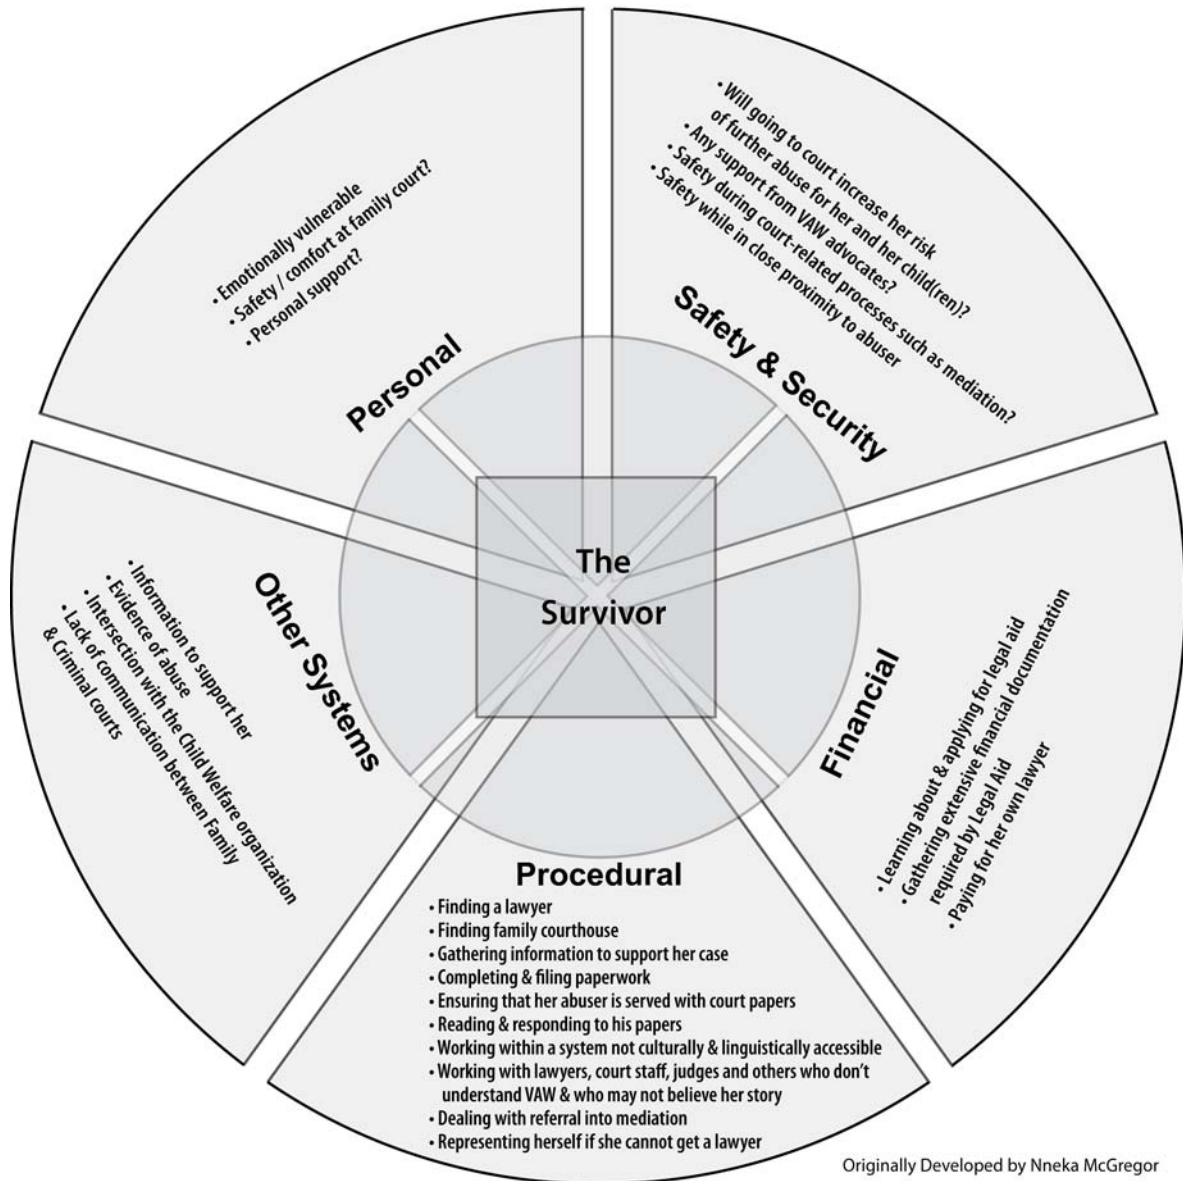 Personal
• Emotionally vulnerable
• Safety / comfort at family court?
• Personal support?
Safety & Security
• Will going to court increase her risk
of further abuse for her and her child(ren)?
• Any support from VAW advocates?
• Safety during court-related processes such as mediation?
• Safety while in close proximity to abuser
The
Survivor
Other Systems
• Information to support her
• Evidence of abuse
• Intersection with the Child Welfare organization
• Lack of communication between Family
& Criminal courts
Financial
• Learning about & applying for legal aid
• Gathering extensive financial documentation
required by Legal Aid
• Paying for her own lawyer
Procedural
• Finding a lawyer
• Finding family courthouse
• Gathering information to support her case
• Completing & filing paperwork
• Ensuring that her abuser is served with court papers
• Reading & responding to his papers
• Working within a system not culturally & linguistically accessible
• Working with lawyers, court staff, judges and others who don't
understand VAW & who may not believe her story
• Dealing with referral into mediation
• Representing herself if she cannot get a lawyer
Originally Developed by Nneka McGregor